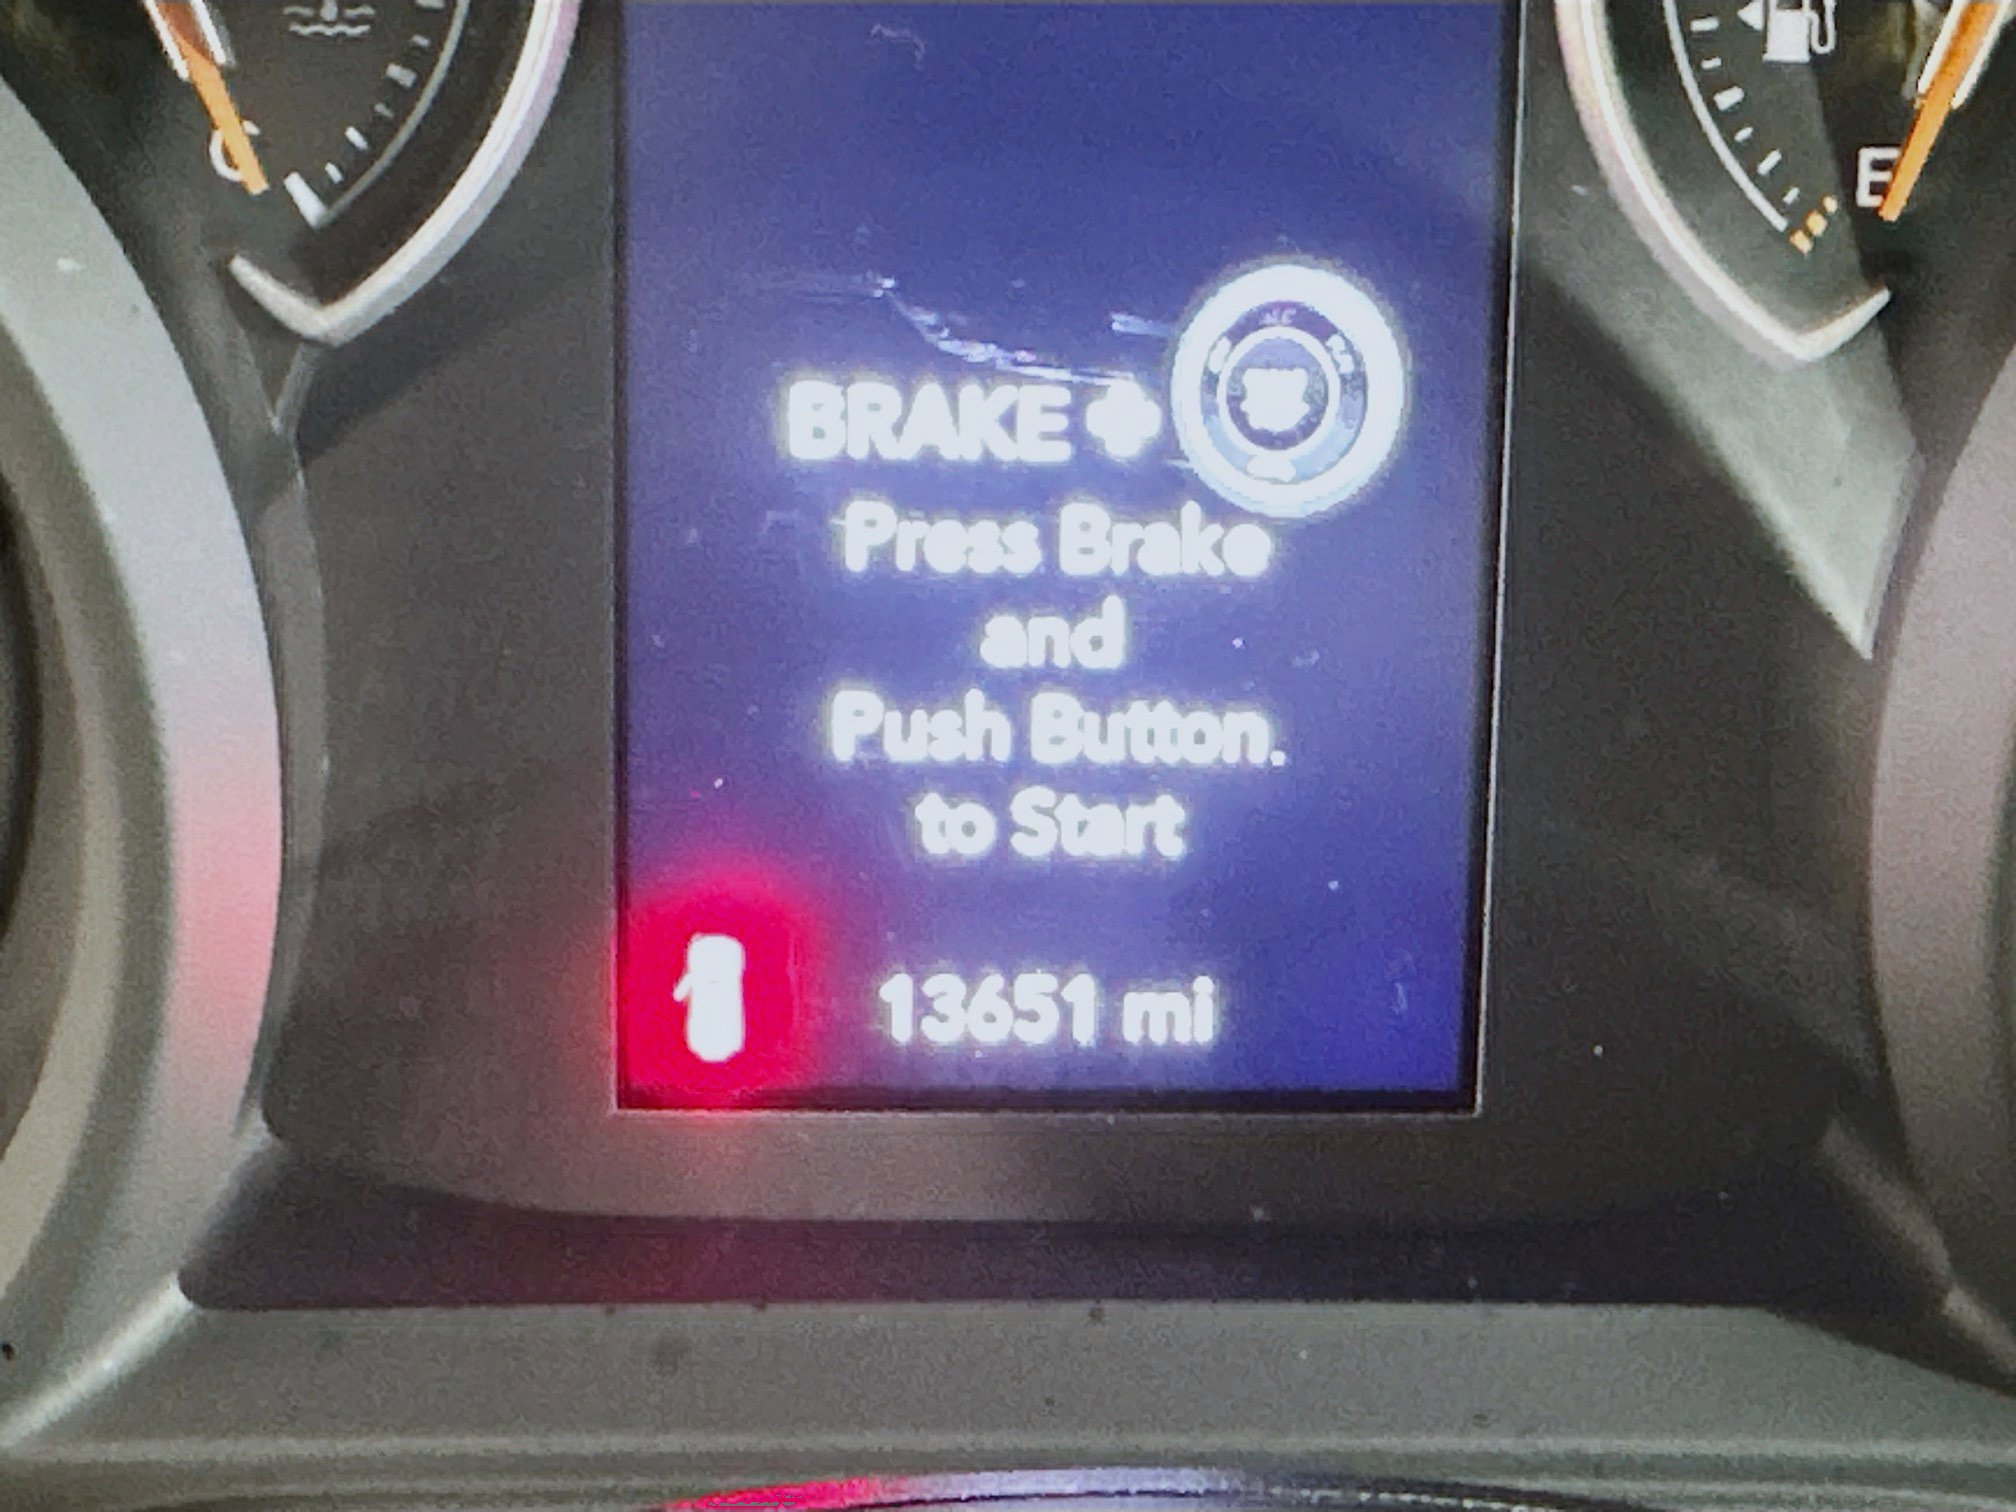 C
E
BRAKE +
Press Brake
and
Push Button.
to Start
13651 mi